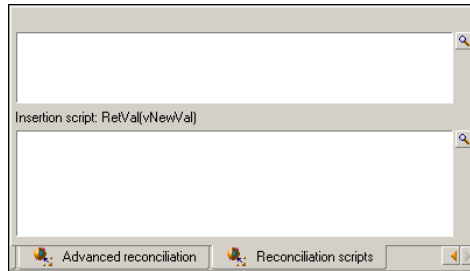 Insertion script: RetVal(vNewVal)
Advanced reconciliation
Reconciliation scripts